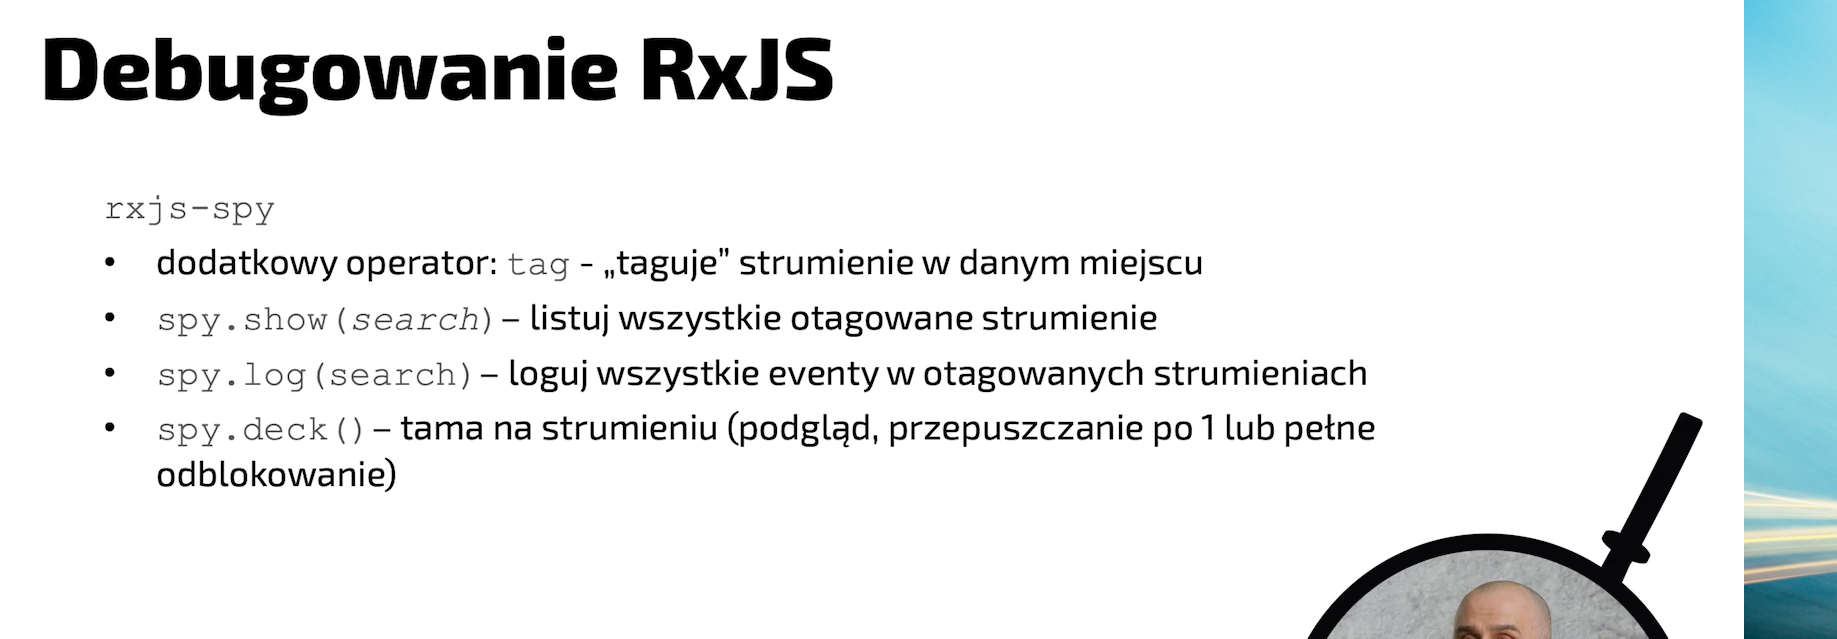 Debugowanie RxJS
rxjs-spy
• dodatkowy operator: tag - „taguje” strumienie w danym miejscu
• spy.show(search) – listuj wszystkie otagowane strumienie
• spy.log(search) – loguj wszystkie eventy w otagowanych strumieniach
• spy.deck() – tama na strumieniu (podgląd, przepuszczanie po 1 lub pełne
odblokowanie)